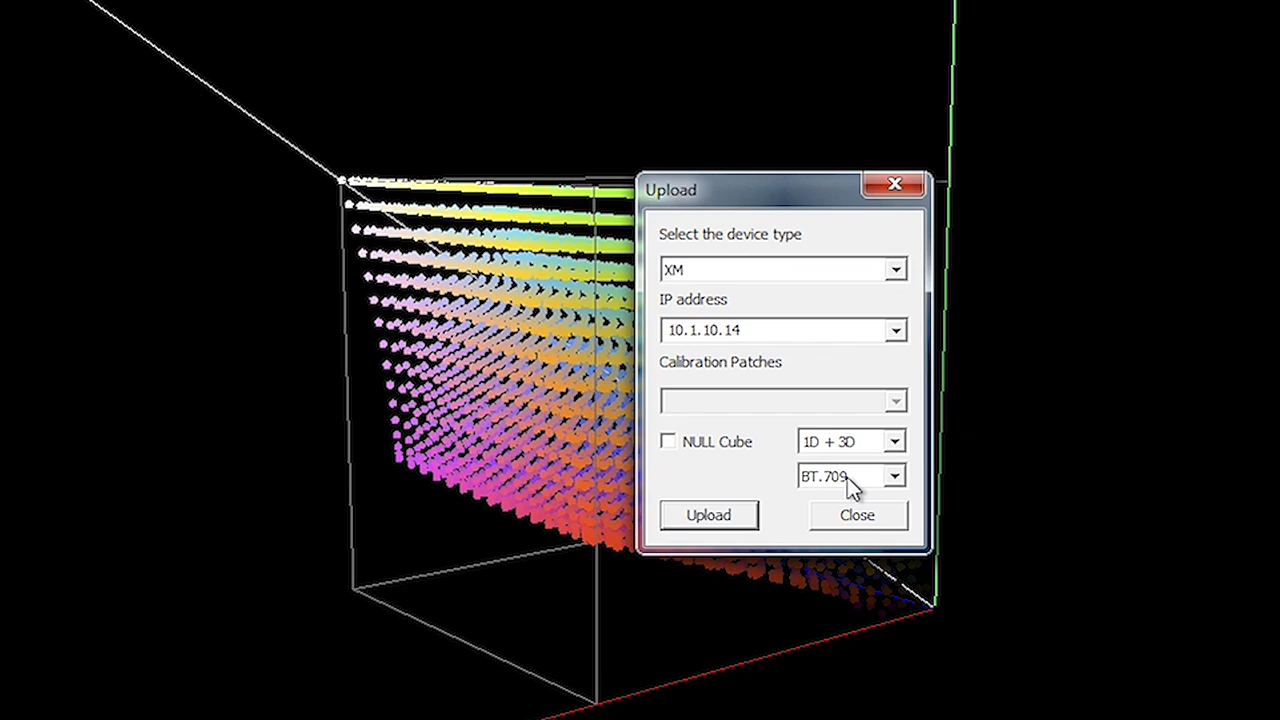 Upload
Select the device type
XM
IP address
10.1.10.14
Calibration Patches
NULL Cube
1D + 3D
BT.709
Upload
Close